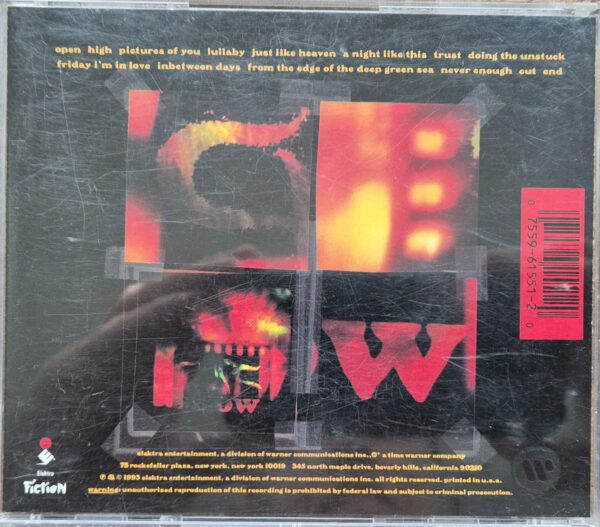 open high pictures of you lullaby just like heaven a night like this trust doing the unstuck
friday i'm in love inbetween days from the edge of the deep green sea never enough cut end
S
H
OW
W
0 7559-61551-2 0
Elektra
Fiction
elektra entertainment, a division of warner communications inc., a time warner company
75 rockefeller plaza, new york. new york 10019 345 north maple drive, beverly hills, california 90210
℗ © 1993 elektra entertainment, a division of warner communications inc. all rights reserved. printed in u.s.a.
warning: unauthorised reproduction of this recording is prohibited by federal law and subject to criminal prosecution.